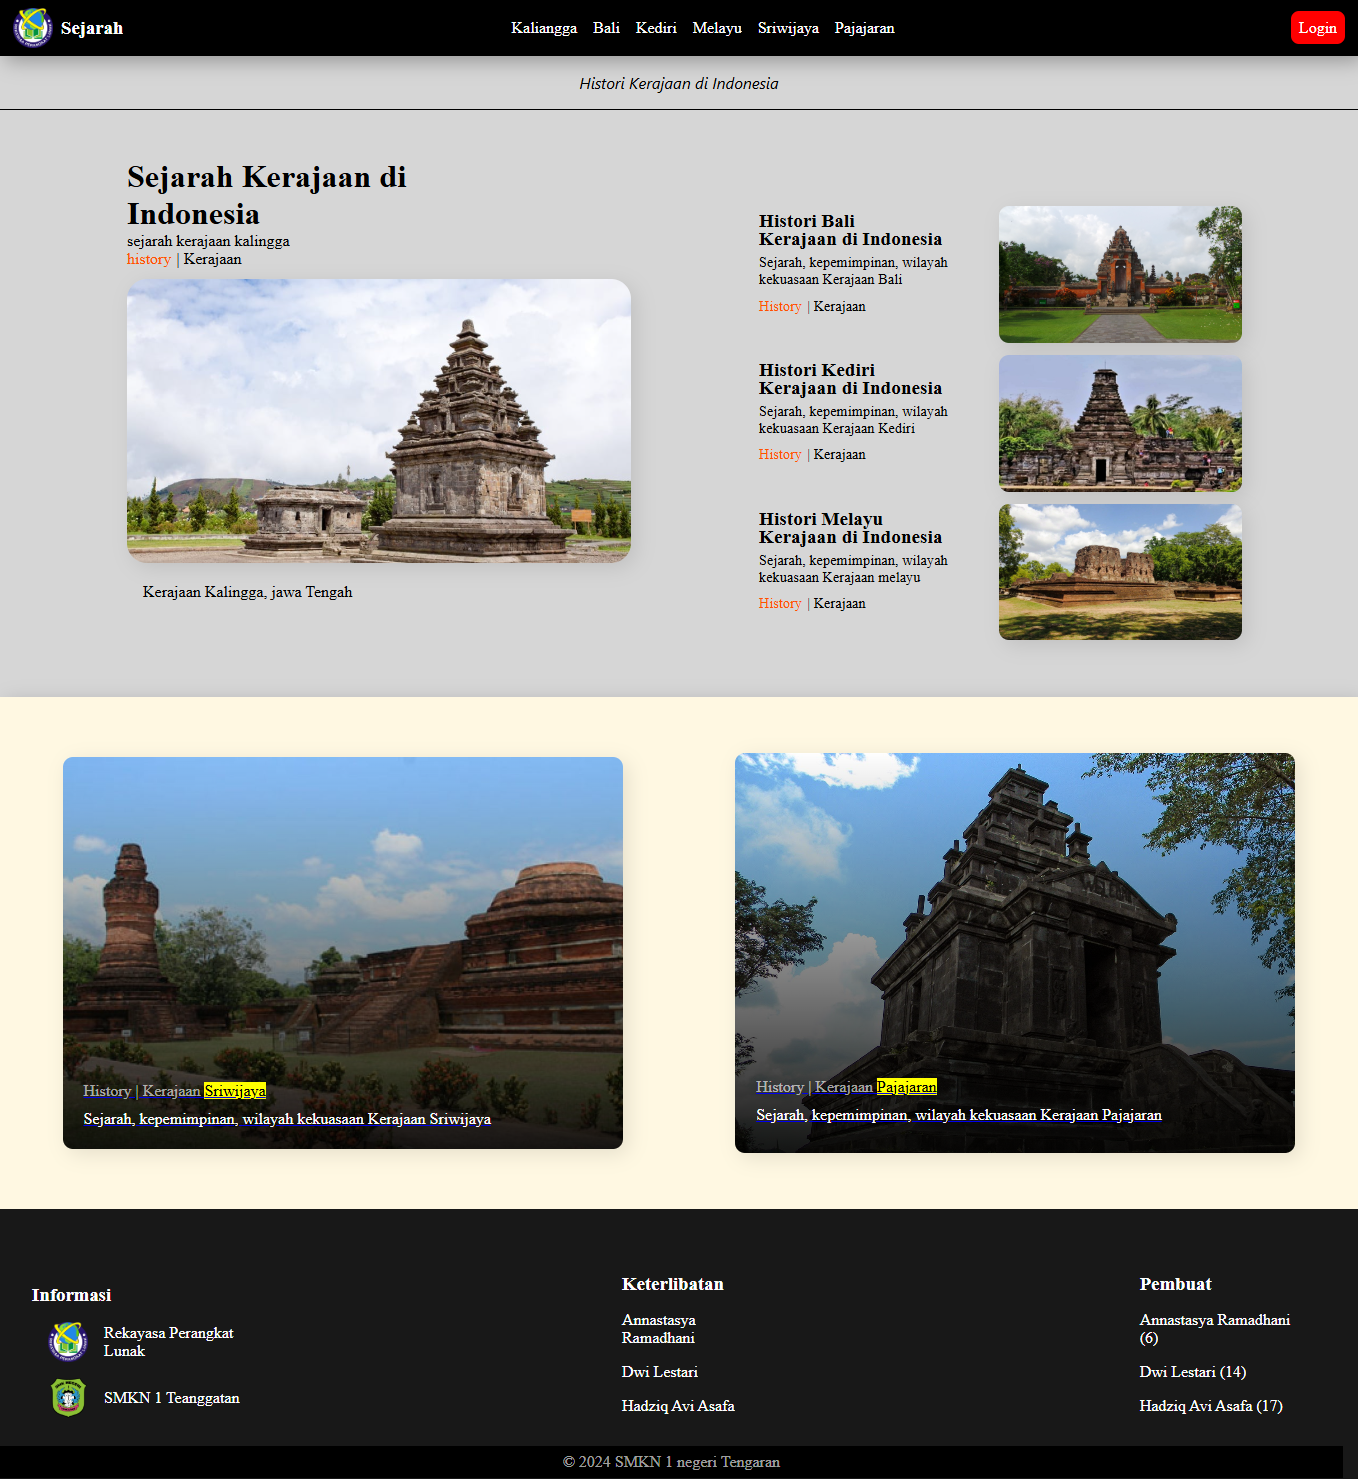 Sejarah
Kaliangga Bali Kediri Melayu Sriwijaya Pajajaran
Login
Histori Kerajaan di Indonesia
Sejarah Kerajaan di
Indonesia
sejarah kerajaan kalingga
history | Kerajaan
Kerajaan Kalingga, jawa Tengah
Histori Bali
Kerajaan di Indonesia
Sejarah, kepemimpinan, wilayah
kekuasaan Kerajaan Bali
History | Kerajaan
Histori Kediri
Kerajaan di Indonesia
Sejarah, kepemimpinan, wilayah
kekuasaan Kerajaan Kediri
History | Kerajaan
Histori Melayu
Kerajaan di Indonesia
Sejarah, kepemimpinan, wilayah
kekuasaan Kerajaan melayu
History | Kerajaan
History | Kerajaan Sriwijaya
Sejarah, kepemimpinan, wilayah kekuasaan Kerajaan Sriwijaya
History | Kerajaan Pajajaran
Sejarah, kepemimpinan, wilayah kekuasaan Kerajaan Pajajaran
Informasi
Rekayasa Perangkat
Lunak
SMKN 1 Teanggatan
Keterlibatan
Annastasya
Ramadhani
Dwi Lestari
Hadziq Avi Asafa
Pembuat
Annastasya Ramadhani
(6)
Dwi Lestari (14)
Hadziq Avi Asafa (17)
© 2024 SMKN 1 negeri Tengaran